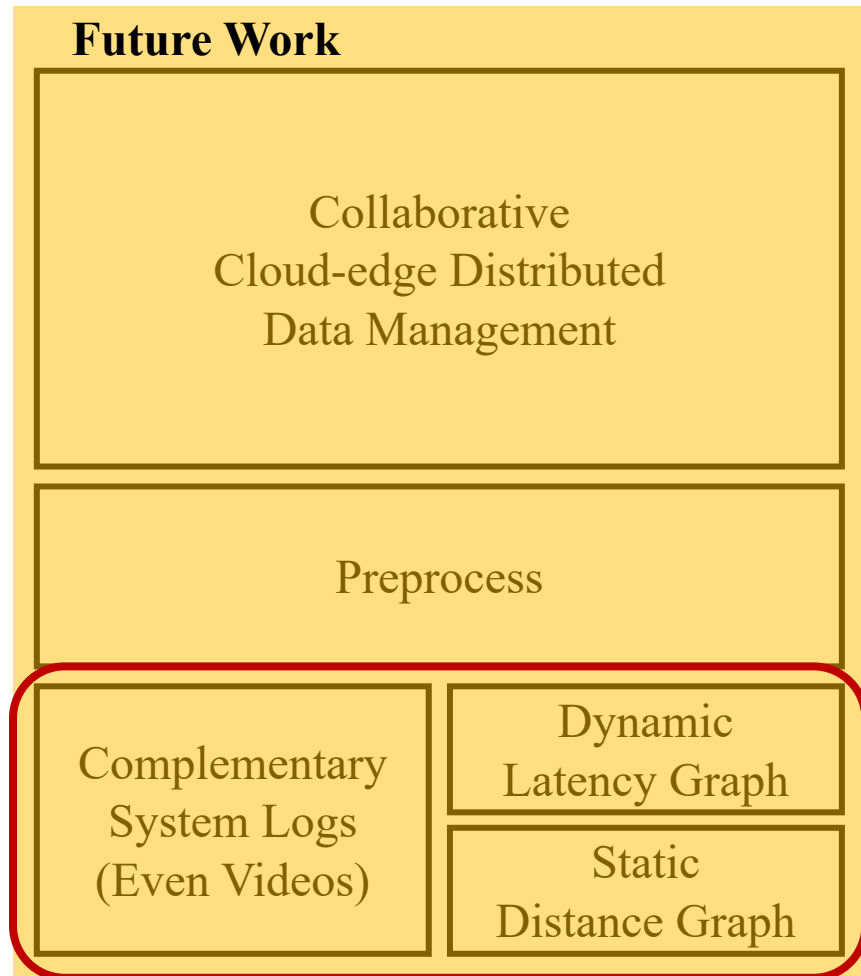 Future Work
Collaborative
Cloud-edge Distributed
Data Management
Preprocess
Complementary
System Logs
(Even Videos)
Dynamic
Latency Graph
Static
Distance Graph